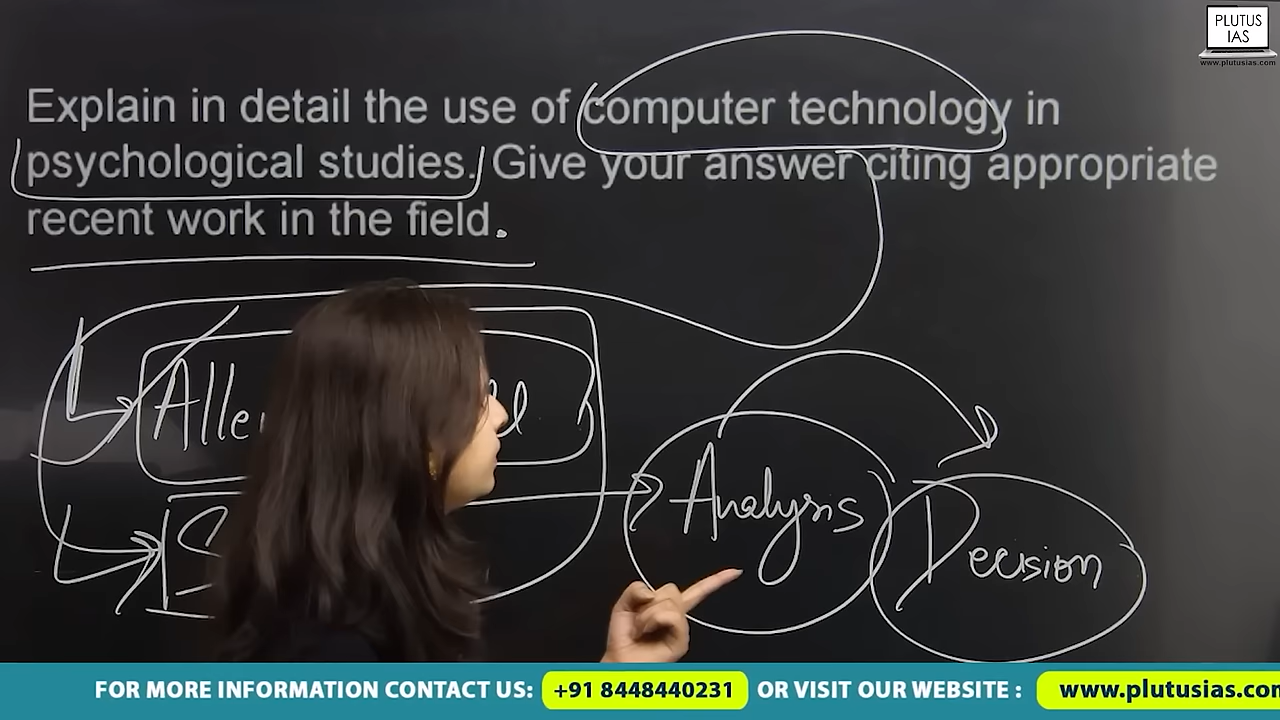 PLUTUS
IAS
www.plutusias.com
Explain in detail the use of computer technology in
psychological studies. Give your answer citing appropriate
recent work in the field.
Analysis
Decision
FOR MORE INFORMATION CONTACT US: +91 8448440231 OR VISIT OUR WEBSITE : www.plutusias.com